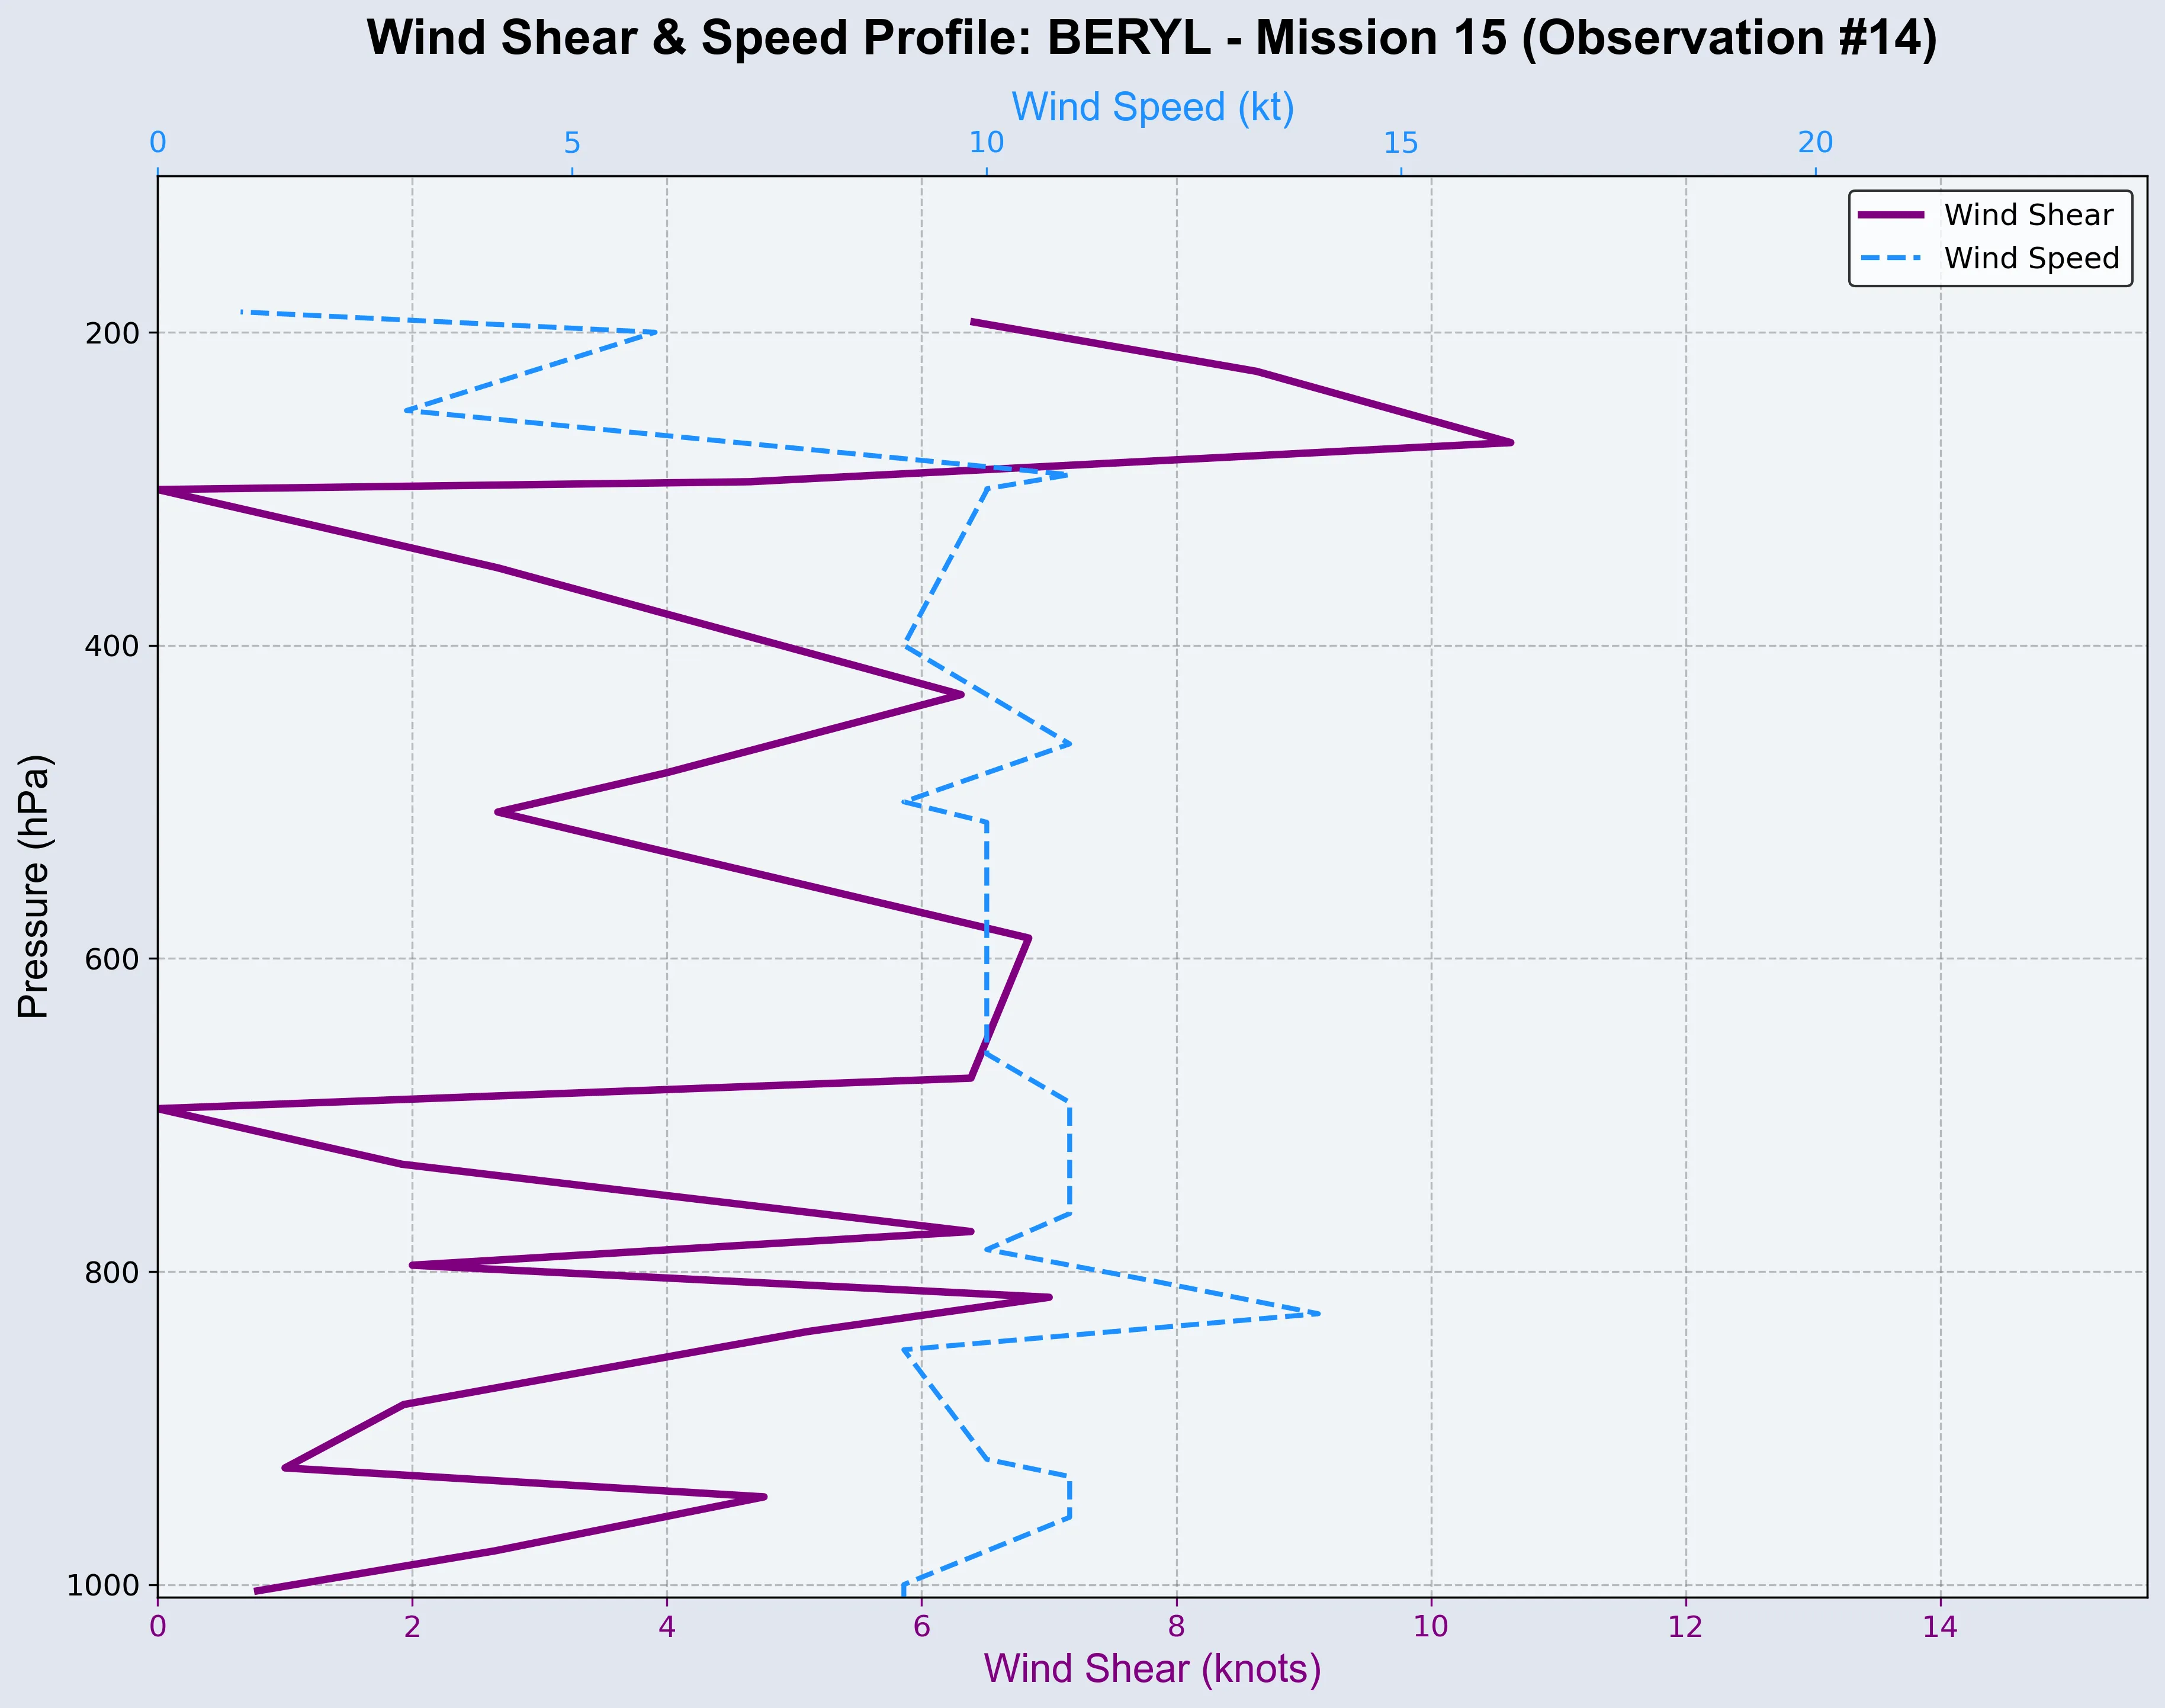 Wind Shear & Speed Profile: BERYL - Mission 15 (Observation #14)
Wind Speed (kt)
0 5 10 15 20
Wind Shear
Wind Speed
200
400
600
800
1000
Pressure (hPa)
0 2 4 6 8 10 12 14
Wind Shear (knots)